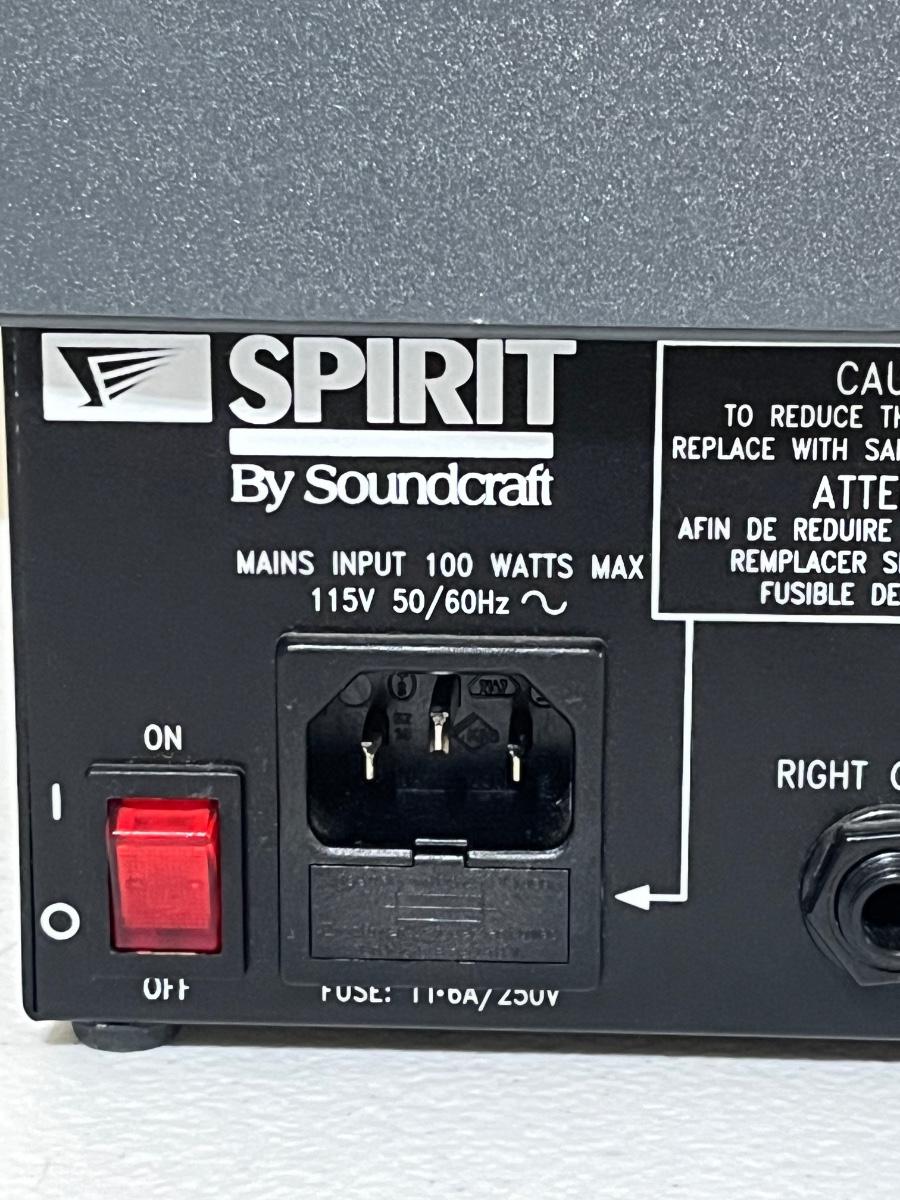 SPIRIT
By Soundcraft
MAINS INPUT 100 WATTS MAX
115V 50/60Hz
CAU
TO REDUCE TH
REPLACE WITH SA
ATTE
AFIN DE REDUIRE
REMPLACER S
FUSIBLE DE
ON
I
O
OFF
FUSE: T1•6A/250V
RIGHT